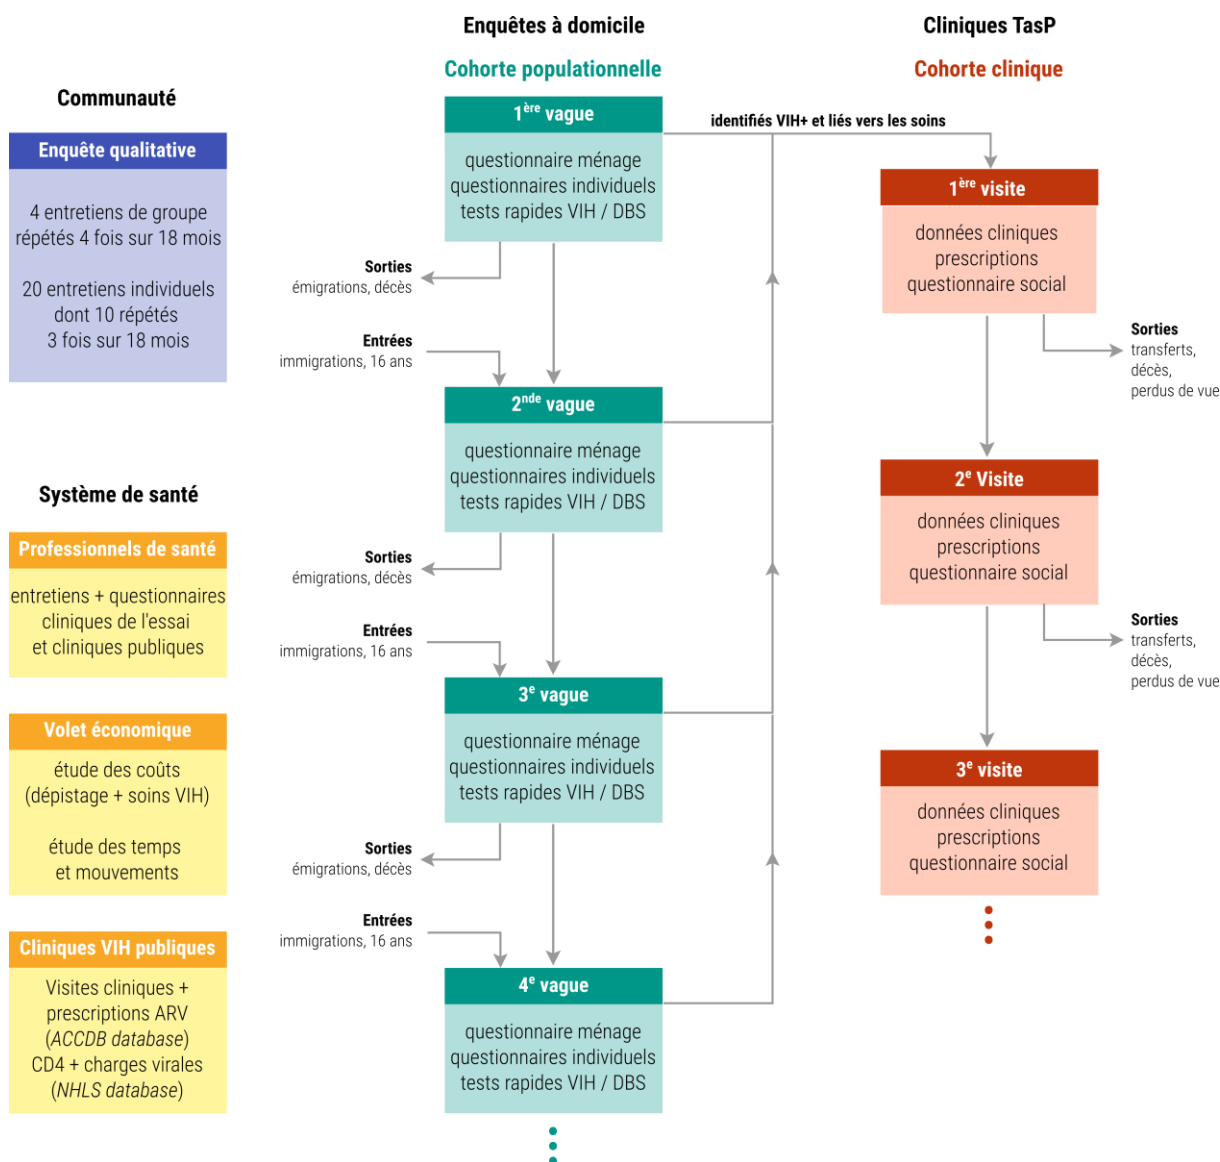 Communauté
Enquête qualitative
4 entretiens de groupe
répétés 4 fois sur 18 mois
20 entretiens individuels
dont 10 répétés
3 fois sur 18 mois
Système de santé
Professionnels de santé
entretiens + questionnaires
cliniques de l'essai
et cliniques publiques
Volet économique
étude des coûts
(dépistage + soins VIH)
étude des temps
et mouvements
Cliniques VIH publiques
Visites cliniques +
prescriptions ARV
(ACCDB database)
CD4 + charges virales
(NHLS database)
Enquêtes à domicile
Cohorte populationnelle
1ère vague
questionnaire ménage
questionnaires individuels
tests rapides VIH / DBS
Sorties
émigrations, décès
Entrées
immigrations, 16 ans
2nde vague
questionnaire ménage
questionnaires individuels
tests rapides VIH / DBS
Sorties
émigrations, décès
Entrées
immigrations, 16 ans
3e vague
questionnaire ménage
questionnaires individuels
tests rapides VIH / DBS
Sorties
émigrations, décès
Entrées
immigrations, 16 ans
4e vague
questionnaire ménage
questionnaires individuels
tests rapides VIH / DBS
identifiés VIH+ et liés vers les soins
Cliniques TasP
Cohorte clinique
1ère visite
données cliniques
prescriptions
questionnaire social
Sorties
transferts,
décès,
perdus de vue
2e Visite
données cliniques
prescriptions
questionnaire social
Sorties
transferts,
décès,
perdus de vue
3e visite
données cliniques
prescriptions
questionnaire social